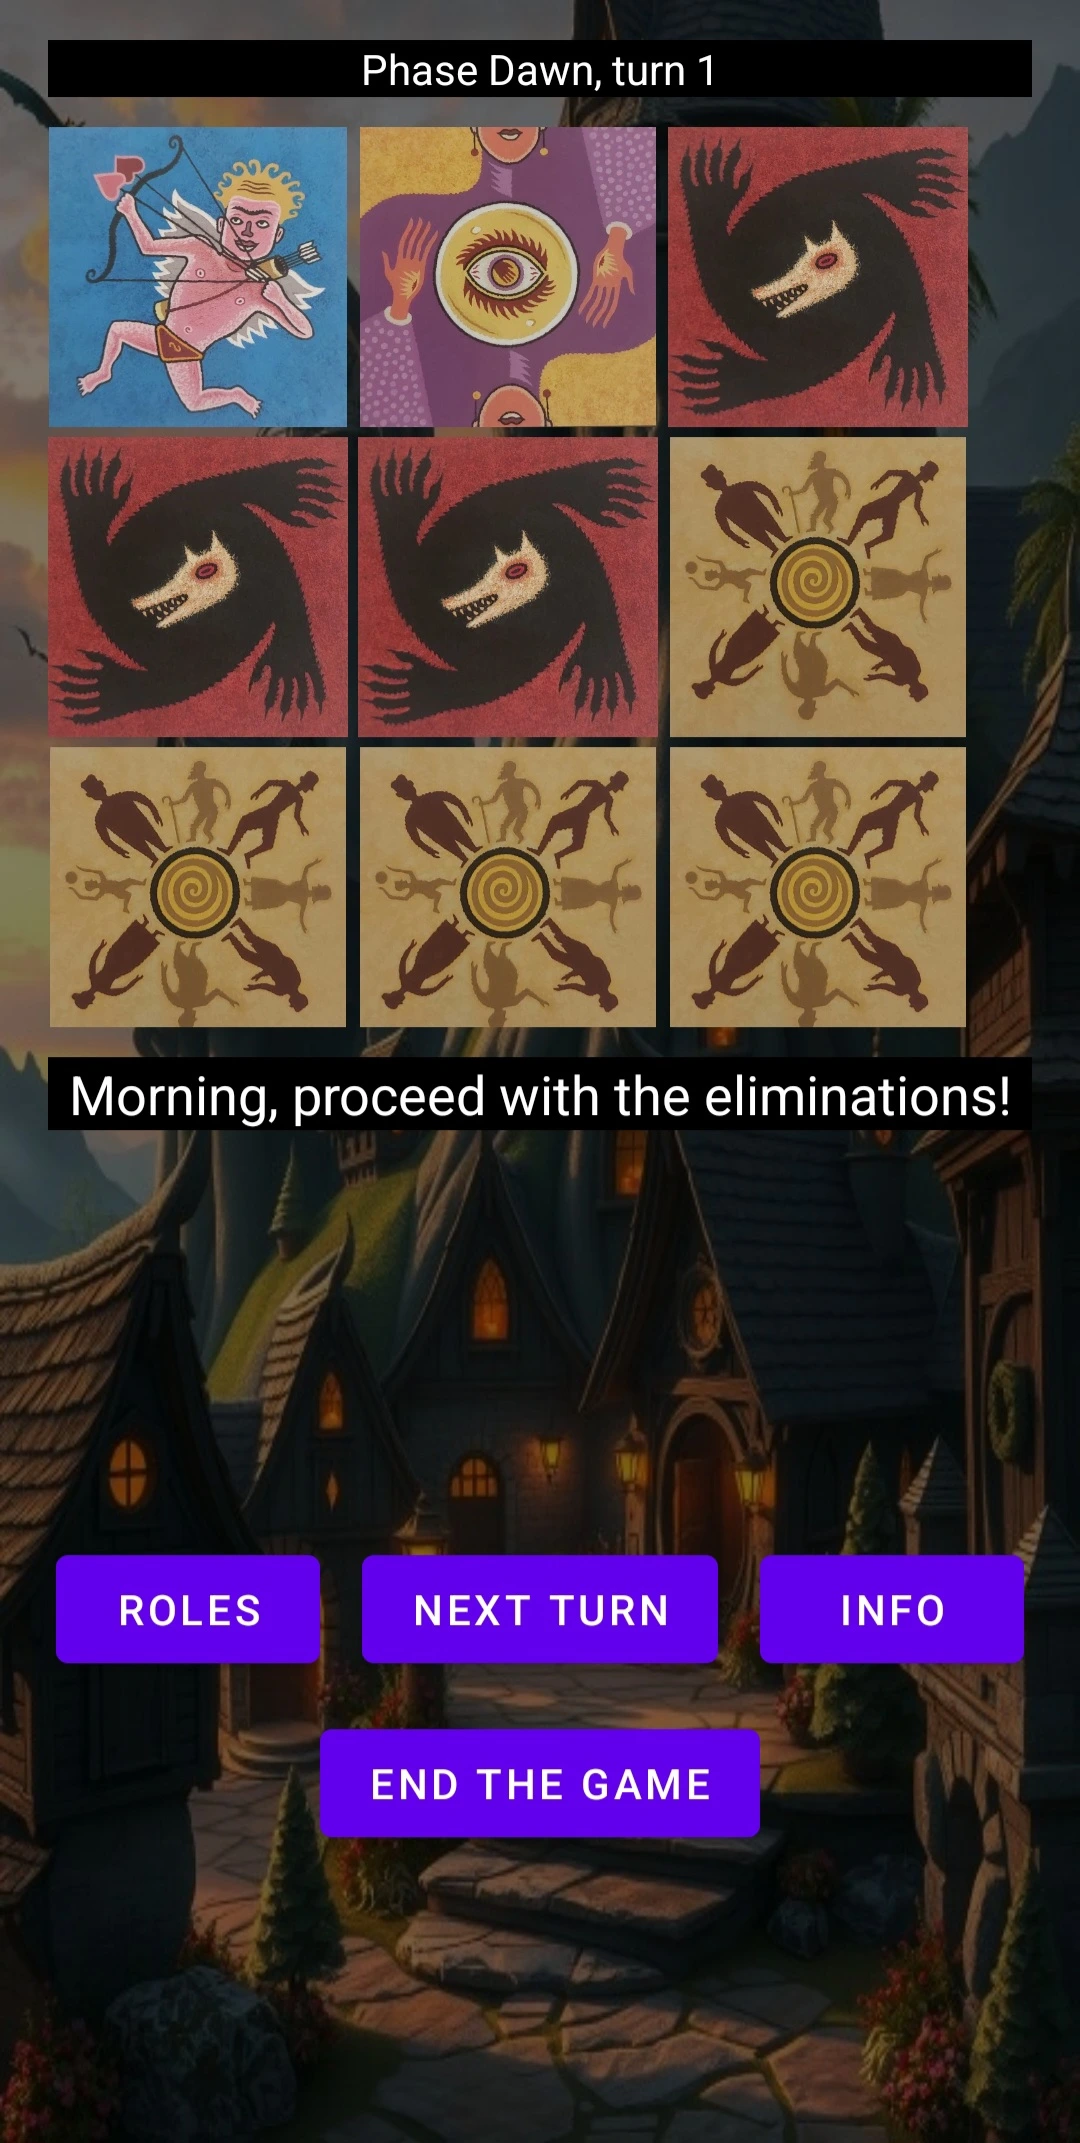 Phase Dawn, turn 1
Morning, proceed with the eliminations!
ROLES
NEXT TURN
INFO
END THE GAME